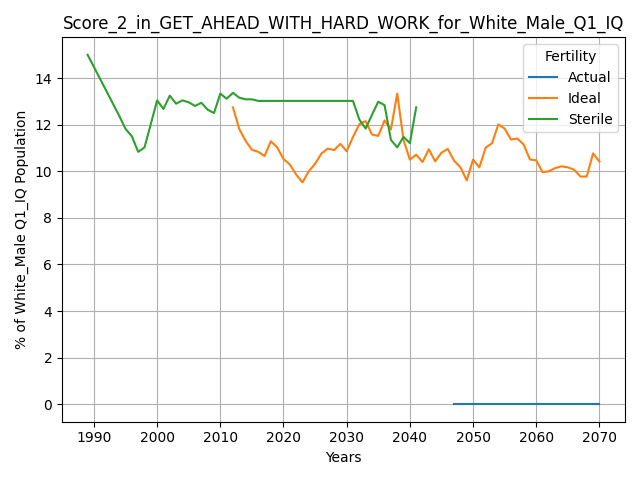 Score_2_in_GET_AHEAD_WITH_HARD_WORK_for_White_Male_Q1_IQ
Fertility
Actual
Ideal
Sterile
% of White_Male Q1_IQ Population
14
12
10
8
6
4
2
0
1990 2000 2010 2020 2030 2040 2050 2060 2070
Years